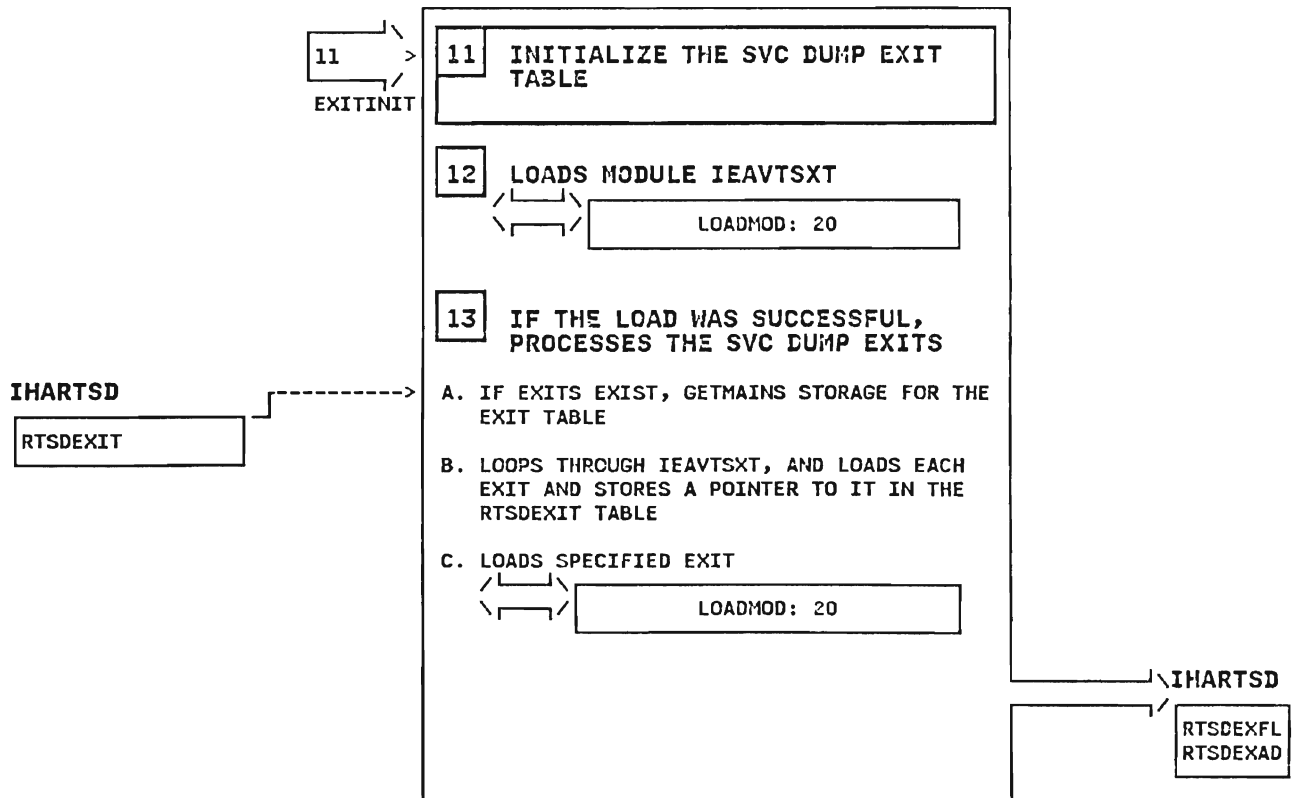 11
EXITINIT
11 INITIALIZE THE SVC DUMP EXIT
TABLE
12 LOADS MODULE IEAVTSXT
LOADMOD: 20
13 IF THE LOAD WAS SUCCESSFUL,
PROCESSES THE SVC DUMP EXITS
IHARTSD
RTSDEXIT
A. IF EXITS EXIST, GETMAINS STORAGE FOR THE
EXIT TABLE
B. LOOPS THROUGH IEAVTSXT, AND LOADS EACH
EXIT AND STORES A POINTER TO IT IN THE
RTSDEXIT TABLE
C. LOADS SPECIFIED EXIT
LOADMOD: 20
IHARTSD
RTSDEXFL
RTSDEXAD